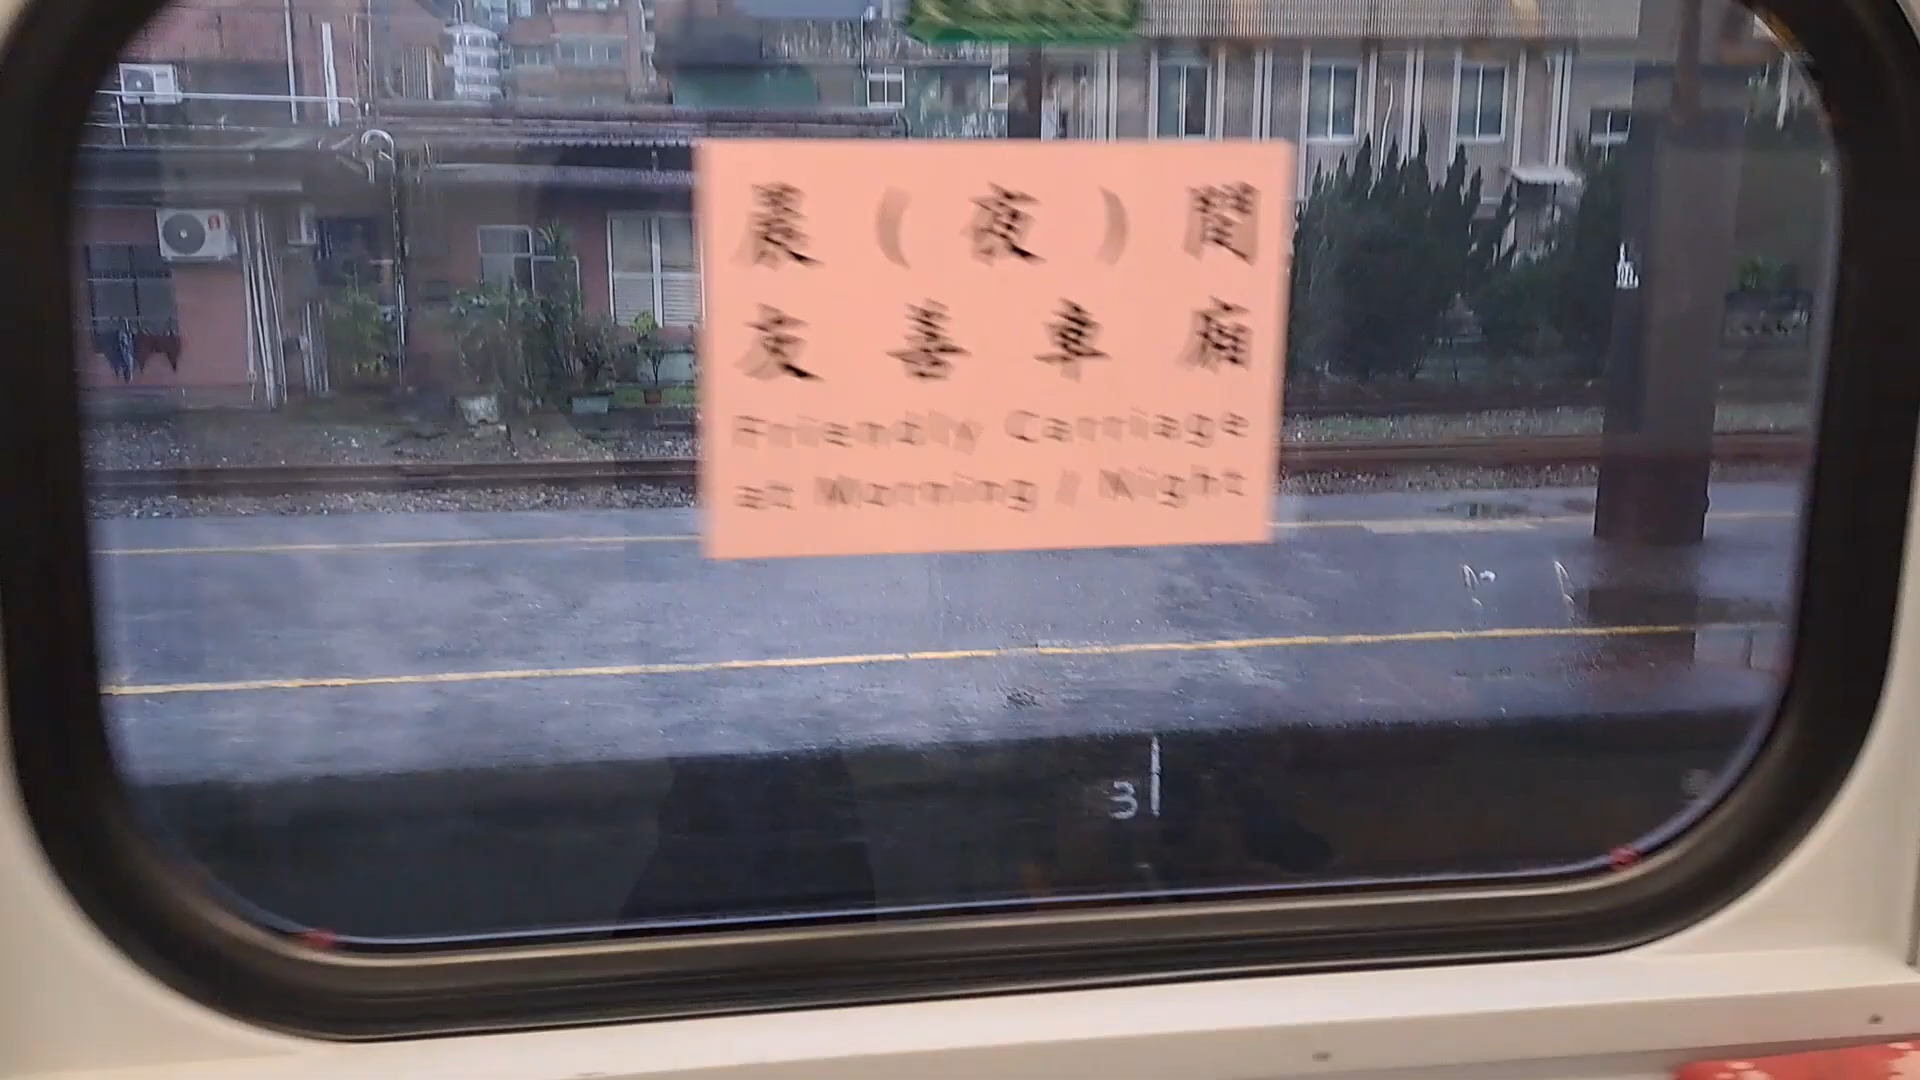 晨（夜）間
友善車廂
Friendly Carriage
at Morning / Night
3